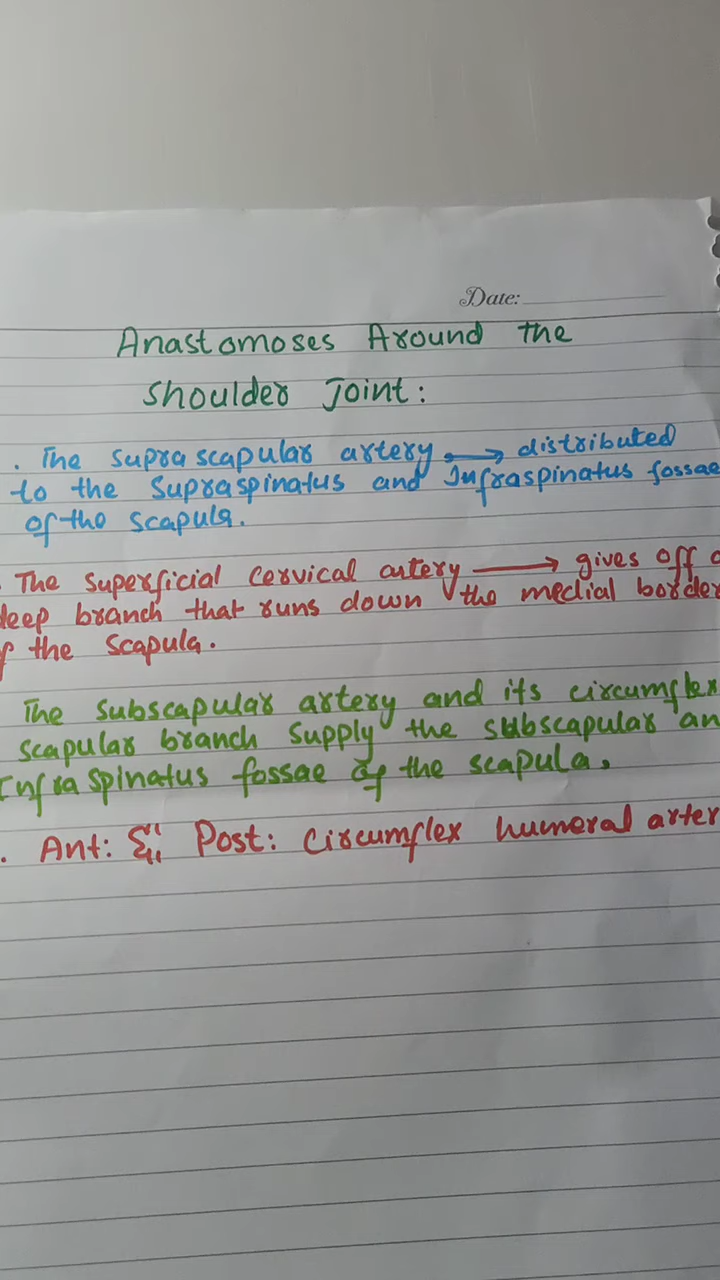 Date:
Anastomoses Around the
Shoulder Joint:
. The suprascapular artery → distributed
to the Supraspinatus and Infraspinatus fossae
of the scapula.
. The superficial cervical artery → gives off a
deep branch that runs down the medial border
of the scapula.
The subscapular artery and its circumflex
scapular branch supply the subscapular an
Infraspinatus fossae of the scapula.
. Ant: & Post: circumflex humeral arter